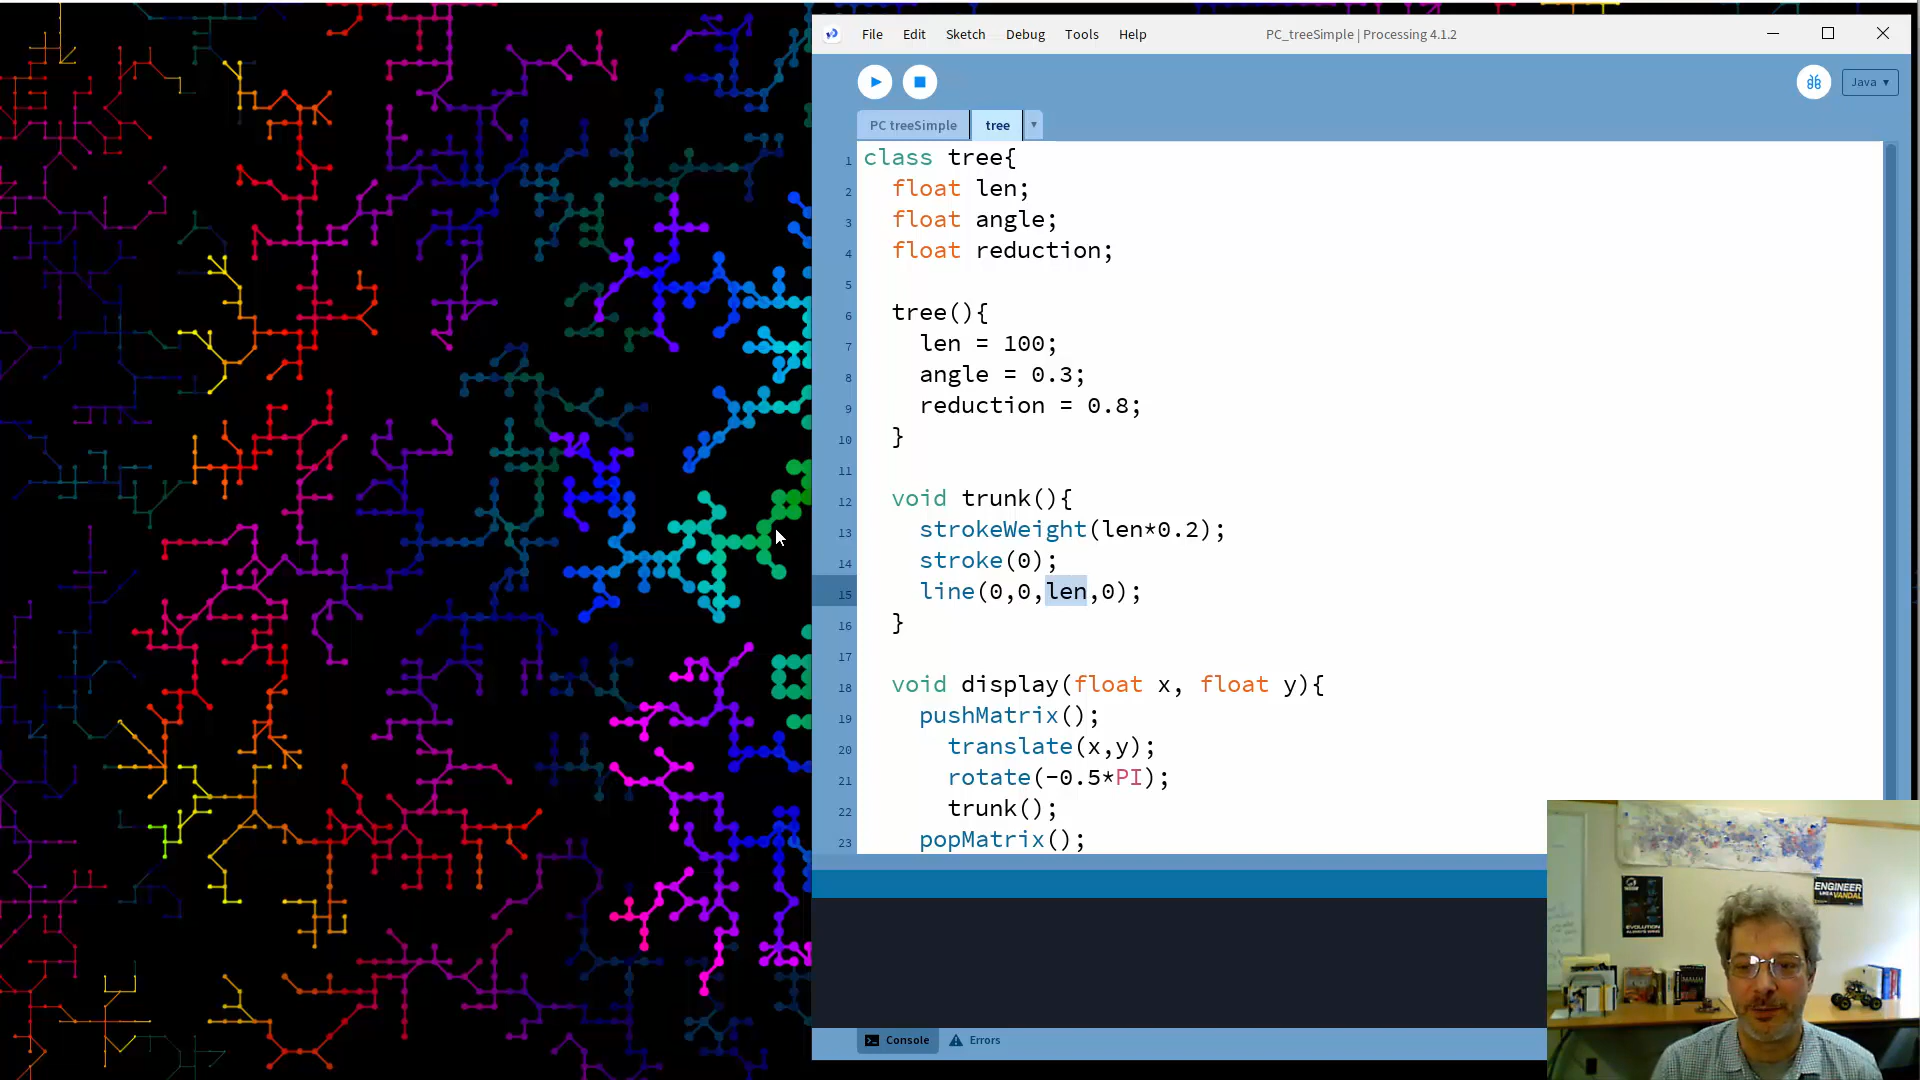 File Edit Sketch Debug Tools Help
PC_treeSimple | Processing 4.1.2
Java ▾
PC treeSimple
tree
▾
1 class tree{
2 float len;
3 float angle;
4 float reduction;
5
6 tree(){
7 len = 100;
8 angle = 0.3;
9 reduction = 0.8;
10 }
11
12 void trunk(){
13 strokeWeight(len*0.2);
14 stroke(0);
15 line(0,0,len,0);
16 }
17
18 void display(float x, float y){
19 pushMatrix();
20 translate(x,y);
21 rotate(-0.5*PI);
22 trunk();
23 popMatrix();
ENGINEER
LIKE A VANDAL
EVOLUTION
Console
Errors